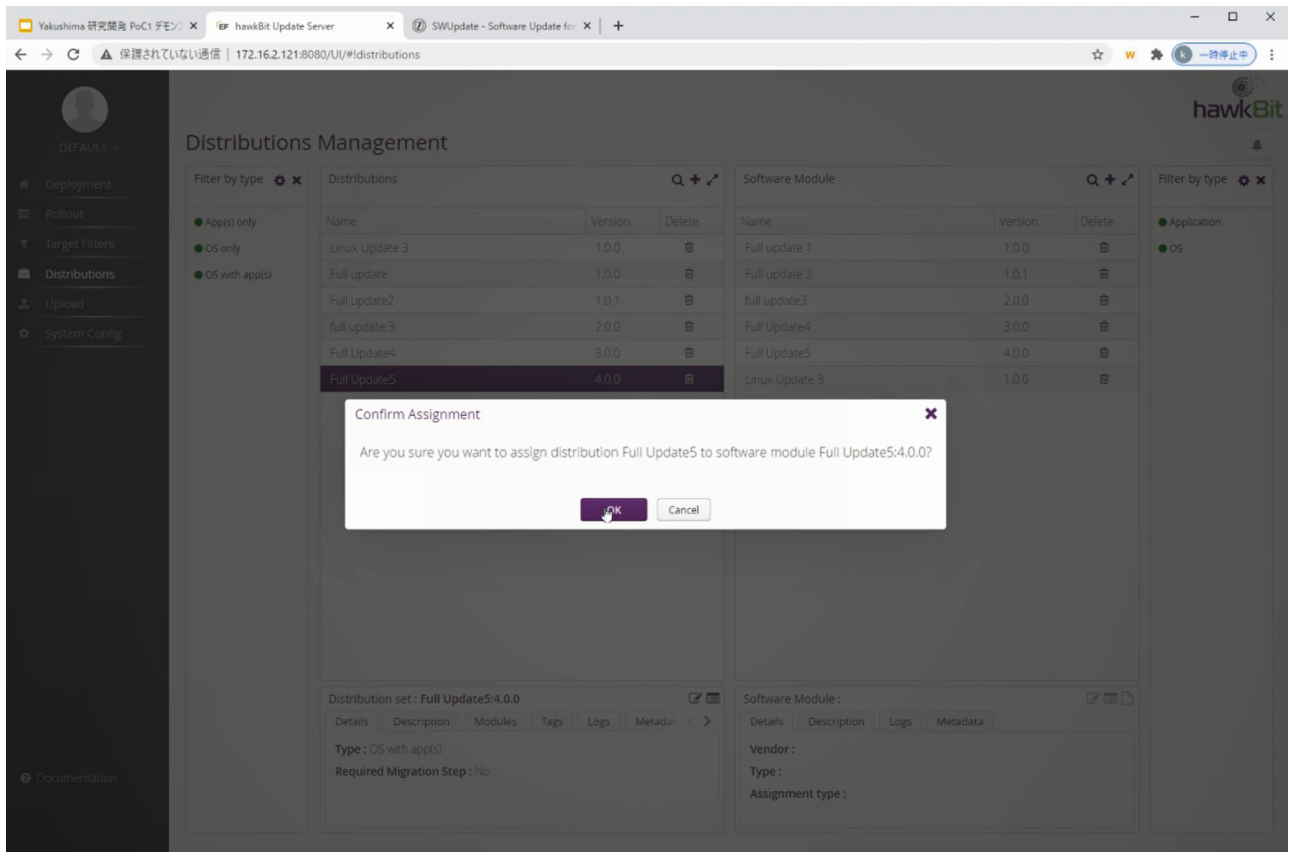 Yakushima 研究開発 PoC1 デモン
hawkBit Update Server
SWUpdate - Software Update for
保護されていない通信 | 172.16.2.121:8080/UI/#!distributions
W
k 一時停止中
hawkBit
DEFAULT
Distributions Management
Deployment
Rollout
Target Filters
Distributions
Upload
System Config
Documentation
Filter by type
App(s) only
OS only
OS with app(s)
Distributions
Name Version Delete
Linux Update 3 1.0.0
Full update 1.0.0
Full update2 1.0.1
full update 3 2.0.0
Full Update4 3.0.0
Full Update5 4.0.0
Software Module
Name Version Delete
Full update 1 1.0.0
Full update 2 1.0.1
full update3 2.0.0
Full Update4 3.0.0
Full Update5 4.0.0
Linux Update 3 1.0.0
Filter by type
Application
OS
Confirm Assignment
Are you sure you want to assign distribution Full Update5 to software module Full Update5:4.0.0?
OK Cancel
Distribution set : Full Update5:4.0.0
Details Description Modules Tags Logs Metadat
Type : OS with app(s)
Required Migration Step : No
Software Module :
Details Description Logs Metadata
Vendor :
Type :
Assignment type :